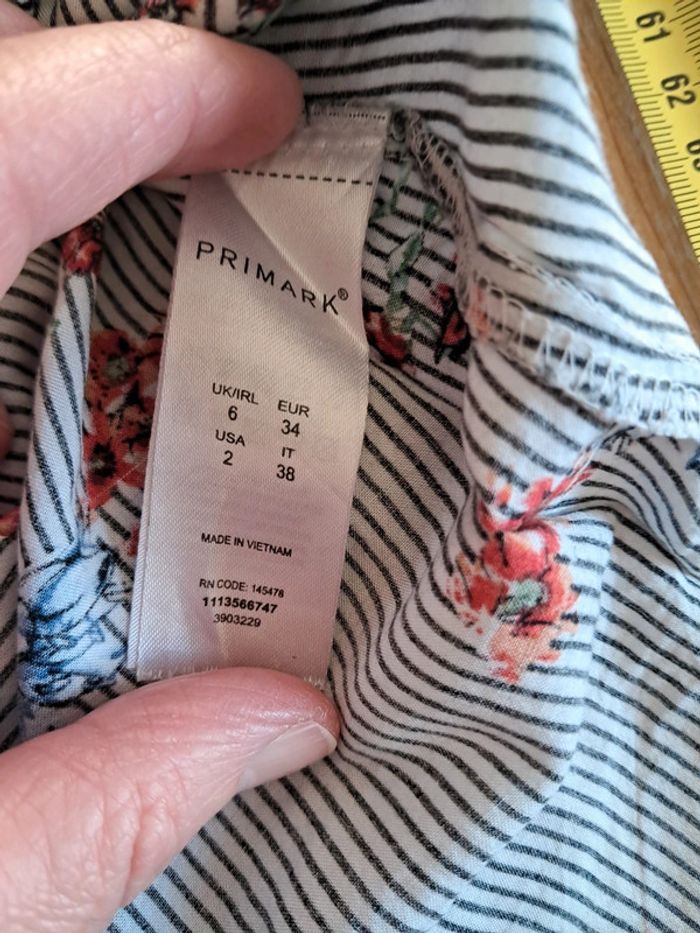 PRIMARK®
UK/IRL EUR
6 34
USA IT
2 38
MADE IN VIETNAM
RN CODE: 145478
1113566747
3903229
61
62